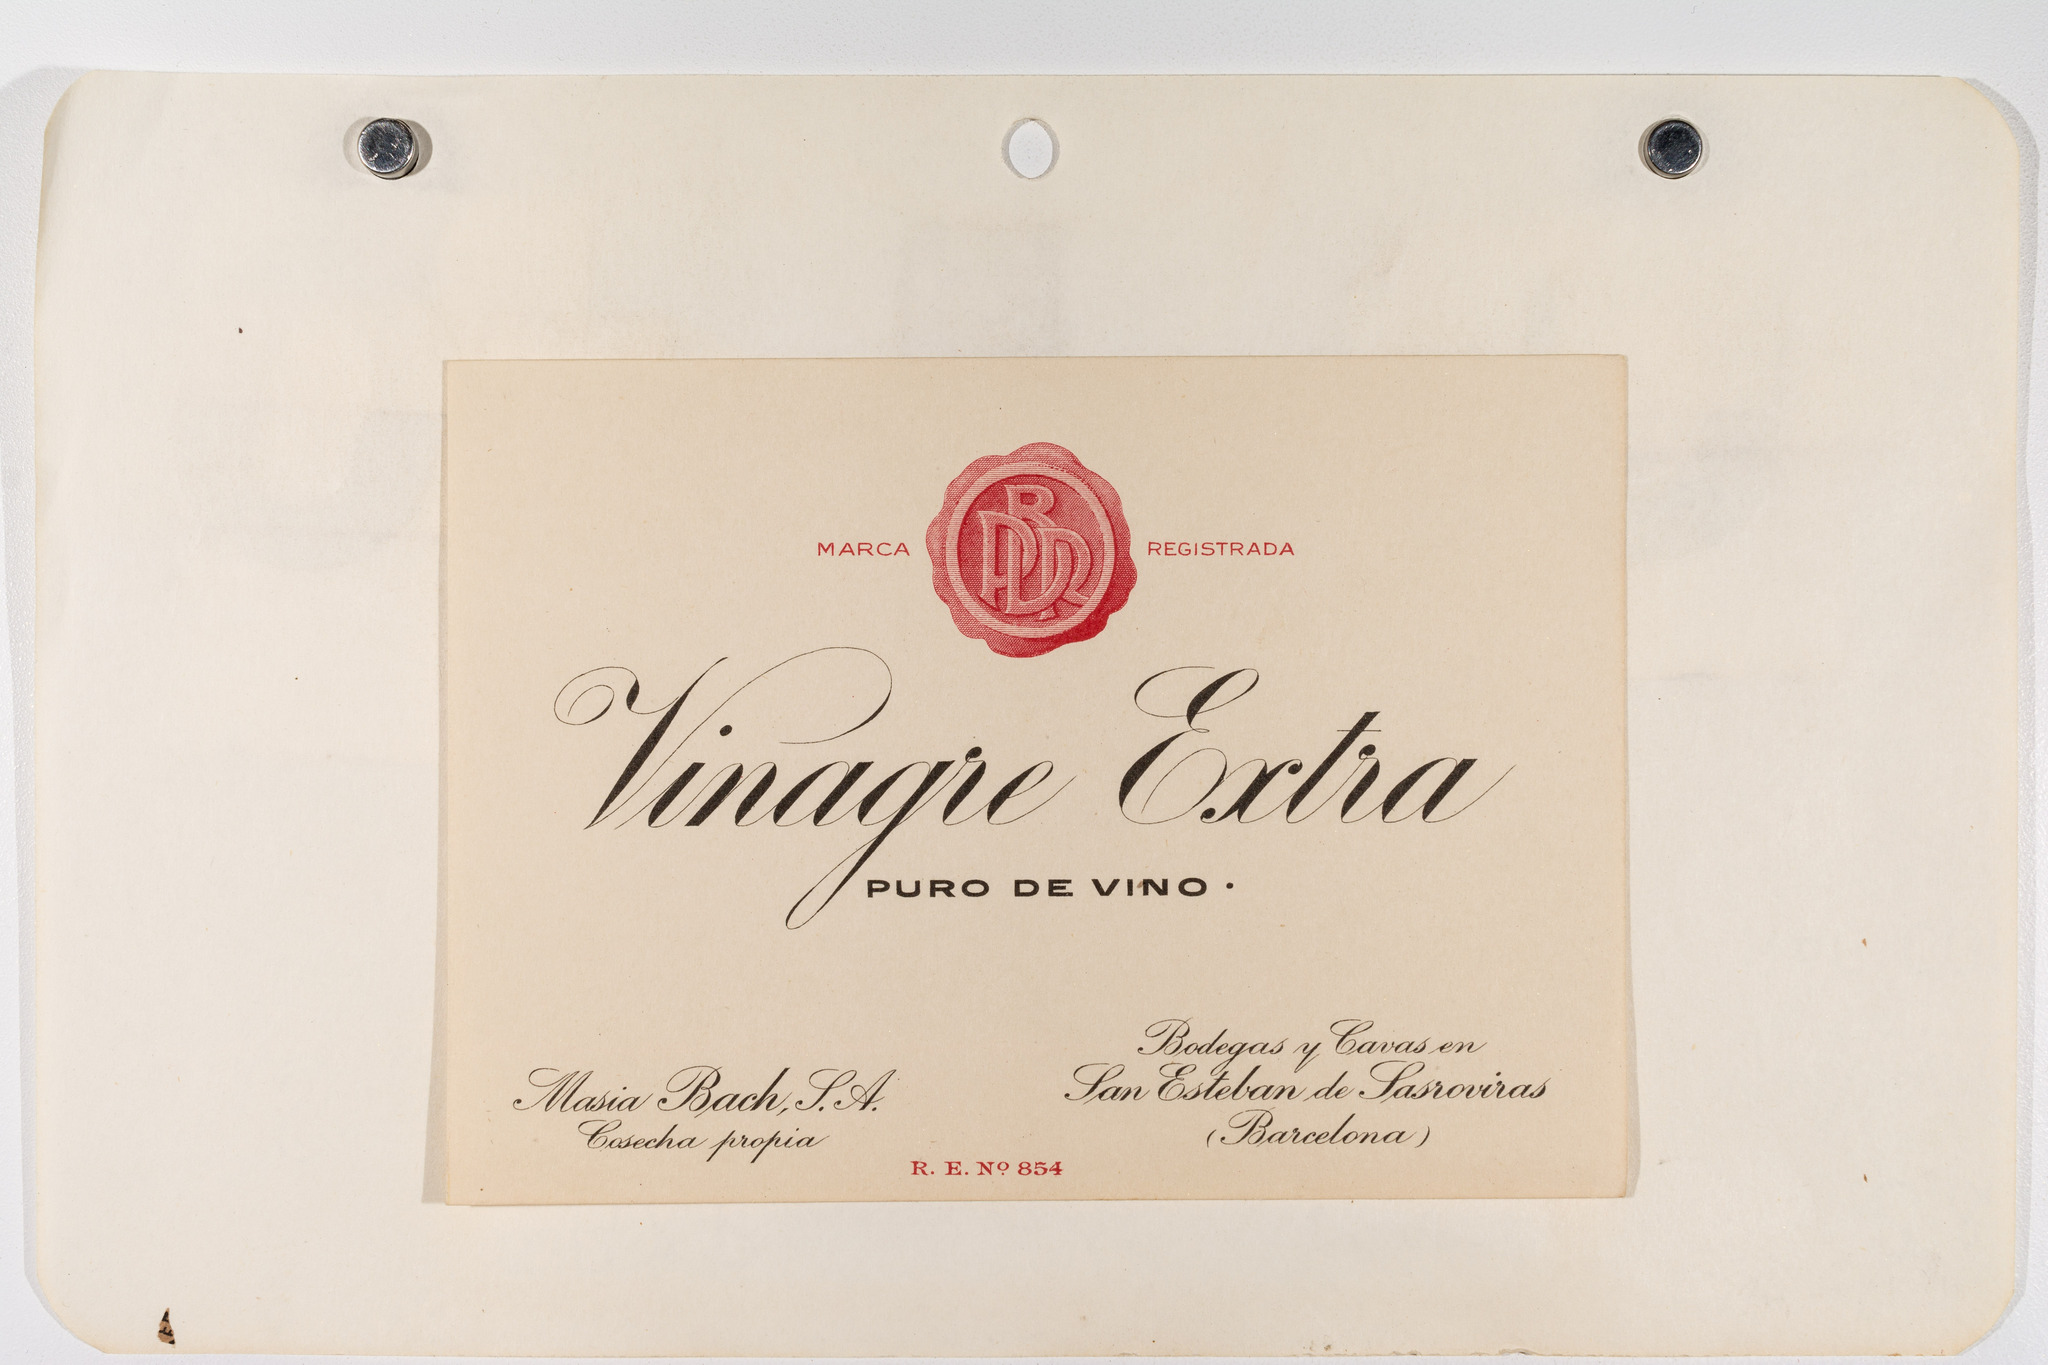 MARCA REGISTRADA
Vinagre Extra
PURO DE VINO ·
Masia Bach, S. A.
Cosecha propia
Bodegas y Cavas en
San Esteban de Sasroviras
(Barcelona)
R. E. Nº 854